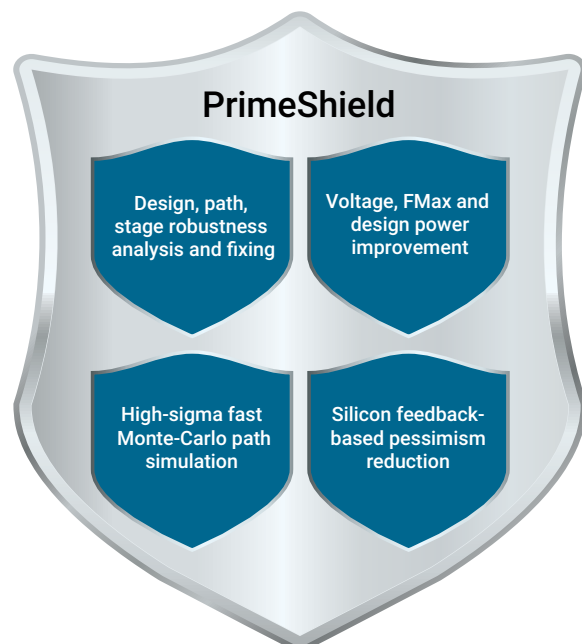 PrimeShield
Design, path,
stage robustness
analysis and fixing
Voltage, FMax and
design power
improvement
High-sigma fast
Monte-Carlo path
simulation
Silicon feedback-
based pessimism
reduction